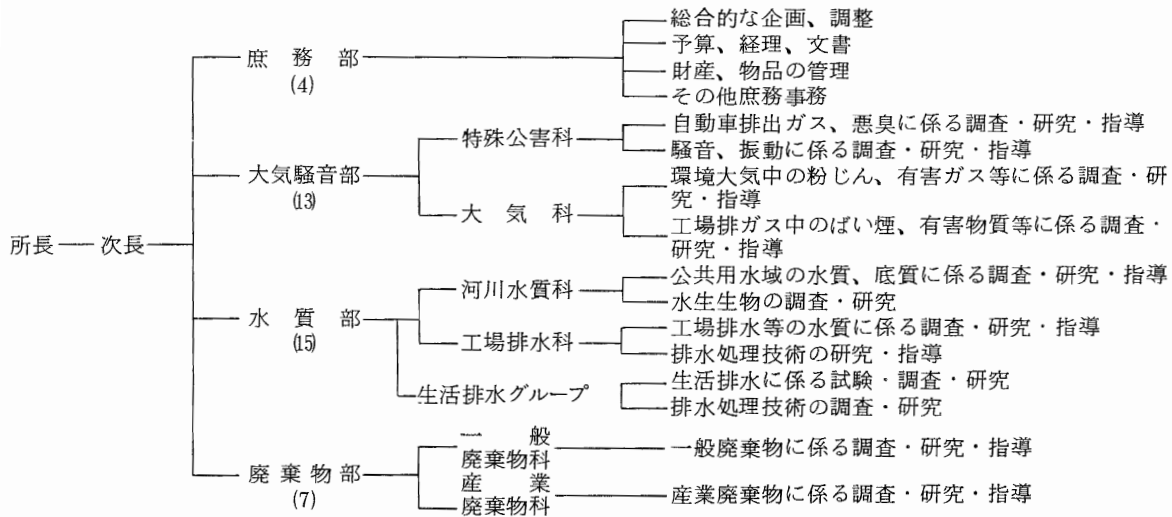 所長
次長
庶務部
(4)
総合的な企画、調整
予算、経理、文書
財産、物品の管理
その他庶務事務
大気騒音部
(13)
特殊公害科
自動車排出ガス、悪臭に係る調査・研究・指導
騒音、振動に係る調査・研究・指導
大気科
環境大気中の粉じん、有害ガス等に係る調査・研
究・指導
工場排ガス中のばい煙、有害物質等に係る調査・
研究・指導
水質部
(15)
河川水質科
公共用水域の水質、底質に係る調査・研究・指導
水生生物の調査・研究
工場排水科
工場排水等の水質に係る調査・研究・指導
排水処理技術の研究・指導
生活排水グループ
生活排水に係る試験・調査・研究
排水処理技術の調査・研究
廃棄物部
(7)
一般
廃棄物科
一般廃棄物に係る調査・研究・指導
産業
廃棄物科
産業廃棄物に係る調査・研究・指導